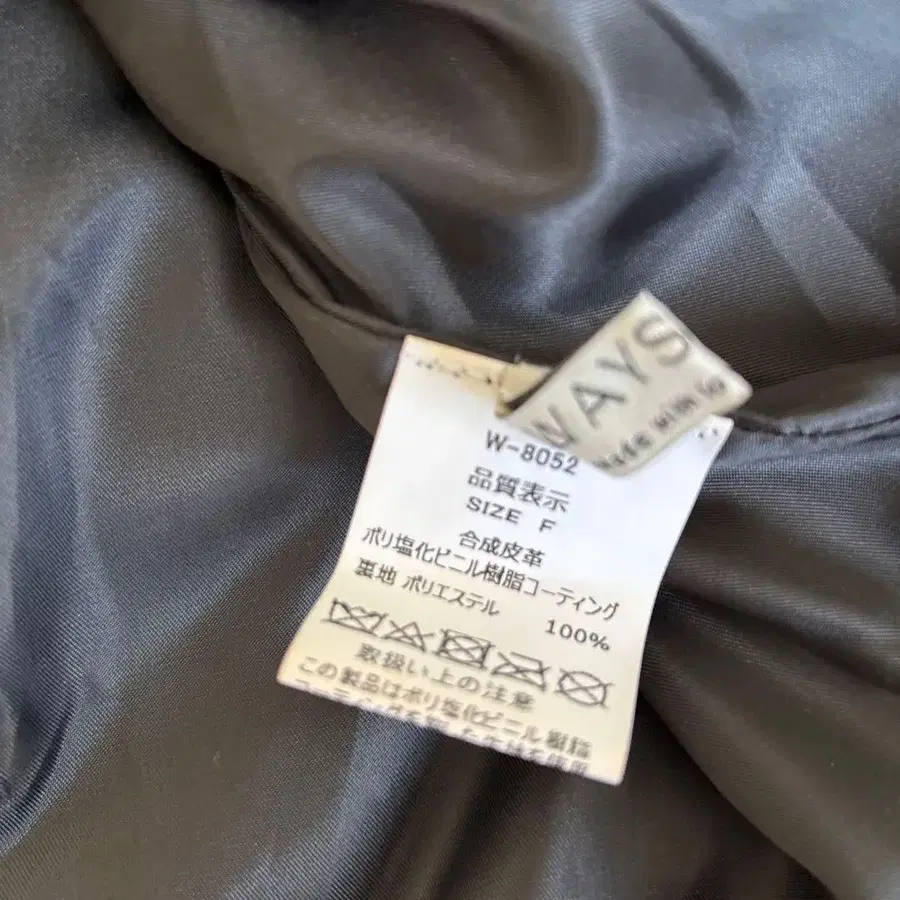 WAYS
W-8052
品質表示
SIZE F
合成皮革
ポリ塩化ビニル樹脂コーティング
裏地 ポリエステル 100%
取扱い上の注意
この製品はポリ塩化ビニル樹脂